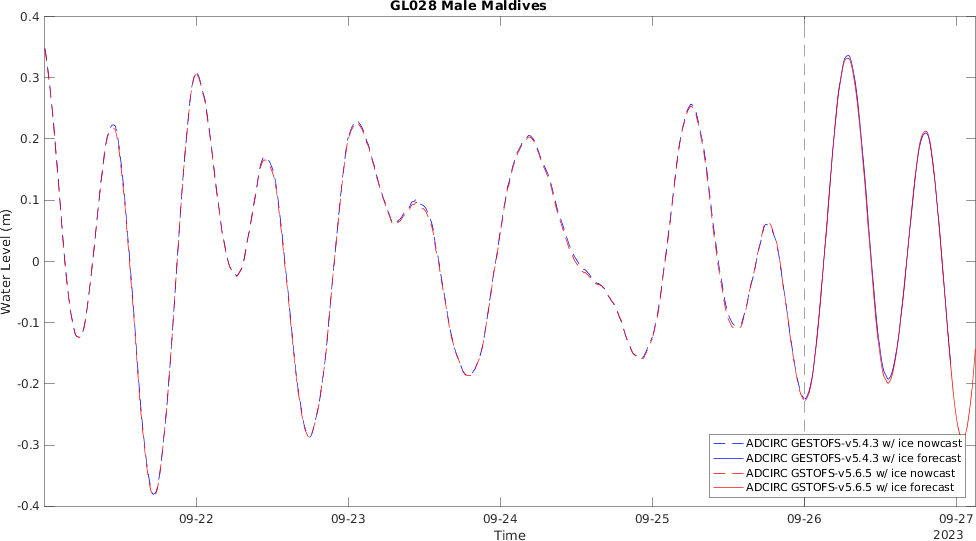 GL028 Male Maldives
0.4
0.3
0.2
0.1
0
-0.1
-0.2
-0.3
-0.4
Water Level (m)
09-22
09-23
09-24
09-25
09-26
09-27
Time
2023
ADCIRC GESTOFS-v5.4.3 w/ ice nowcast
ADCIRC GESTOFS-v5.4.3 w/ ice forecast
ADCIRC GSTOFS-v5.6.5 w/ ice nowcast
ADCIRC GSTOFS-v5.6.5 w/ ice forecast